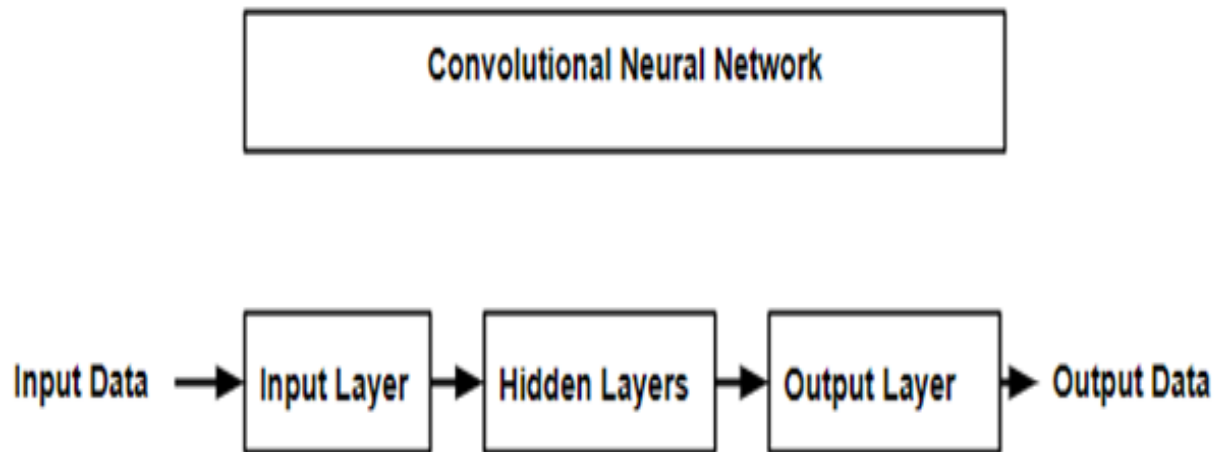 Convolutional Neural Network
Input Data Input Layer Hidden Layers Output Layer Output Data